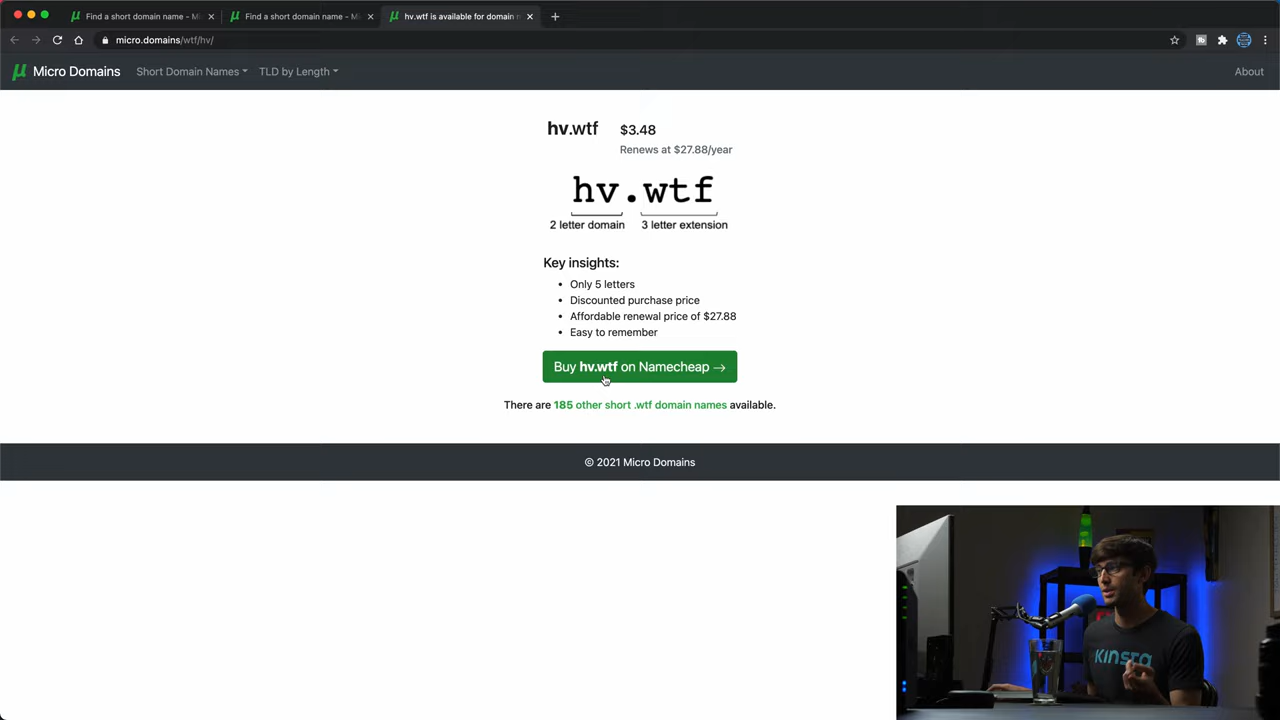 Find a short domain name – Mi
Find a short domain name – Mi
hv.wtf is available for domain n
micro.domains/wtf/hv/
µ Micro Domains
Short Domain Names
TLD by Length
About
hv.wtf
$3.48
Renews at $27.88/year
hv.wtf
2 letter domain
3 letter extension
Key insights:
• Only 5 letters
• Discounted purchase price
• Affordable renewal price of $27.88
• Easy to remember
Buy hv.wtf on Namecheap →
There are 185 other short .wtf domain names available.
© 2021 Micro Domains
KINSTA